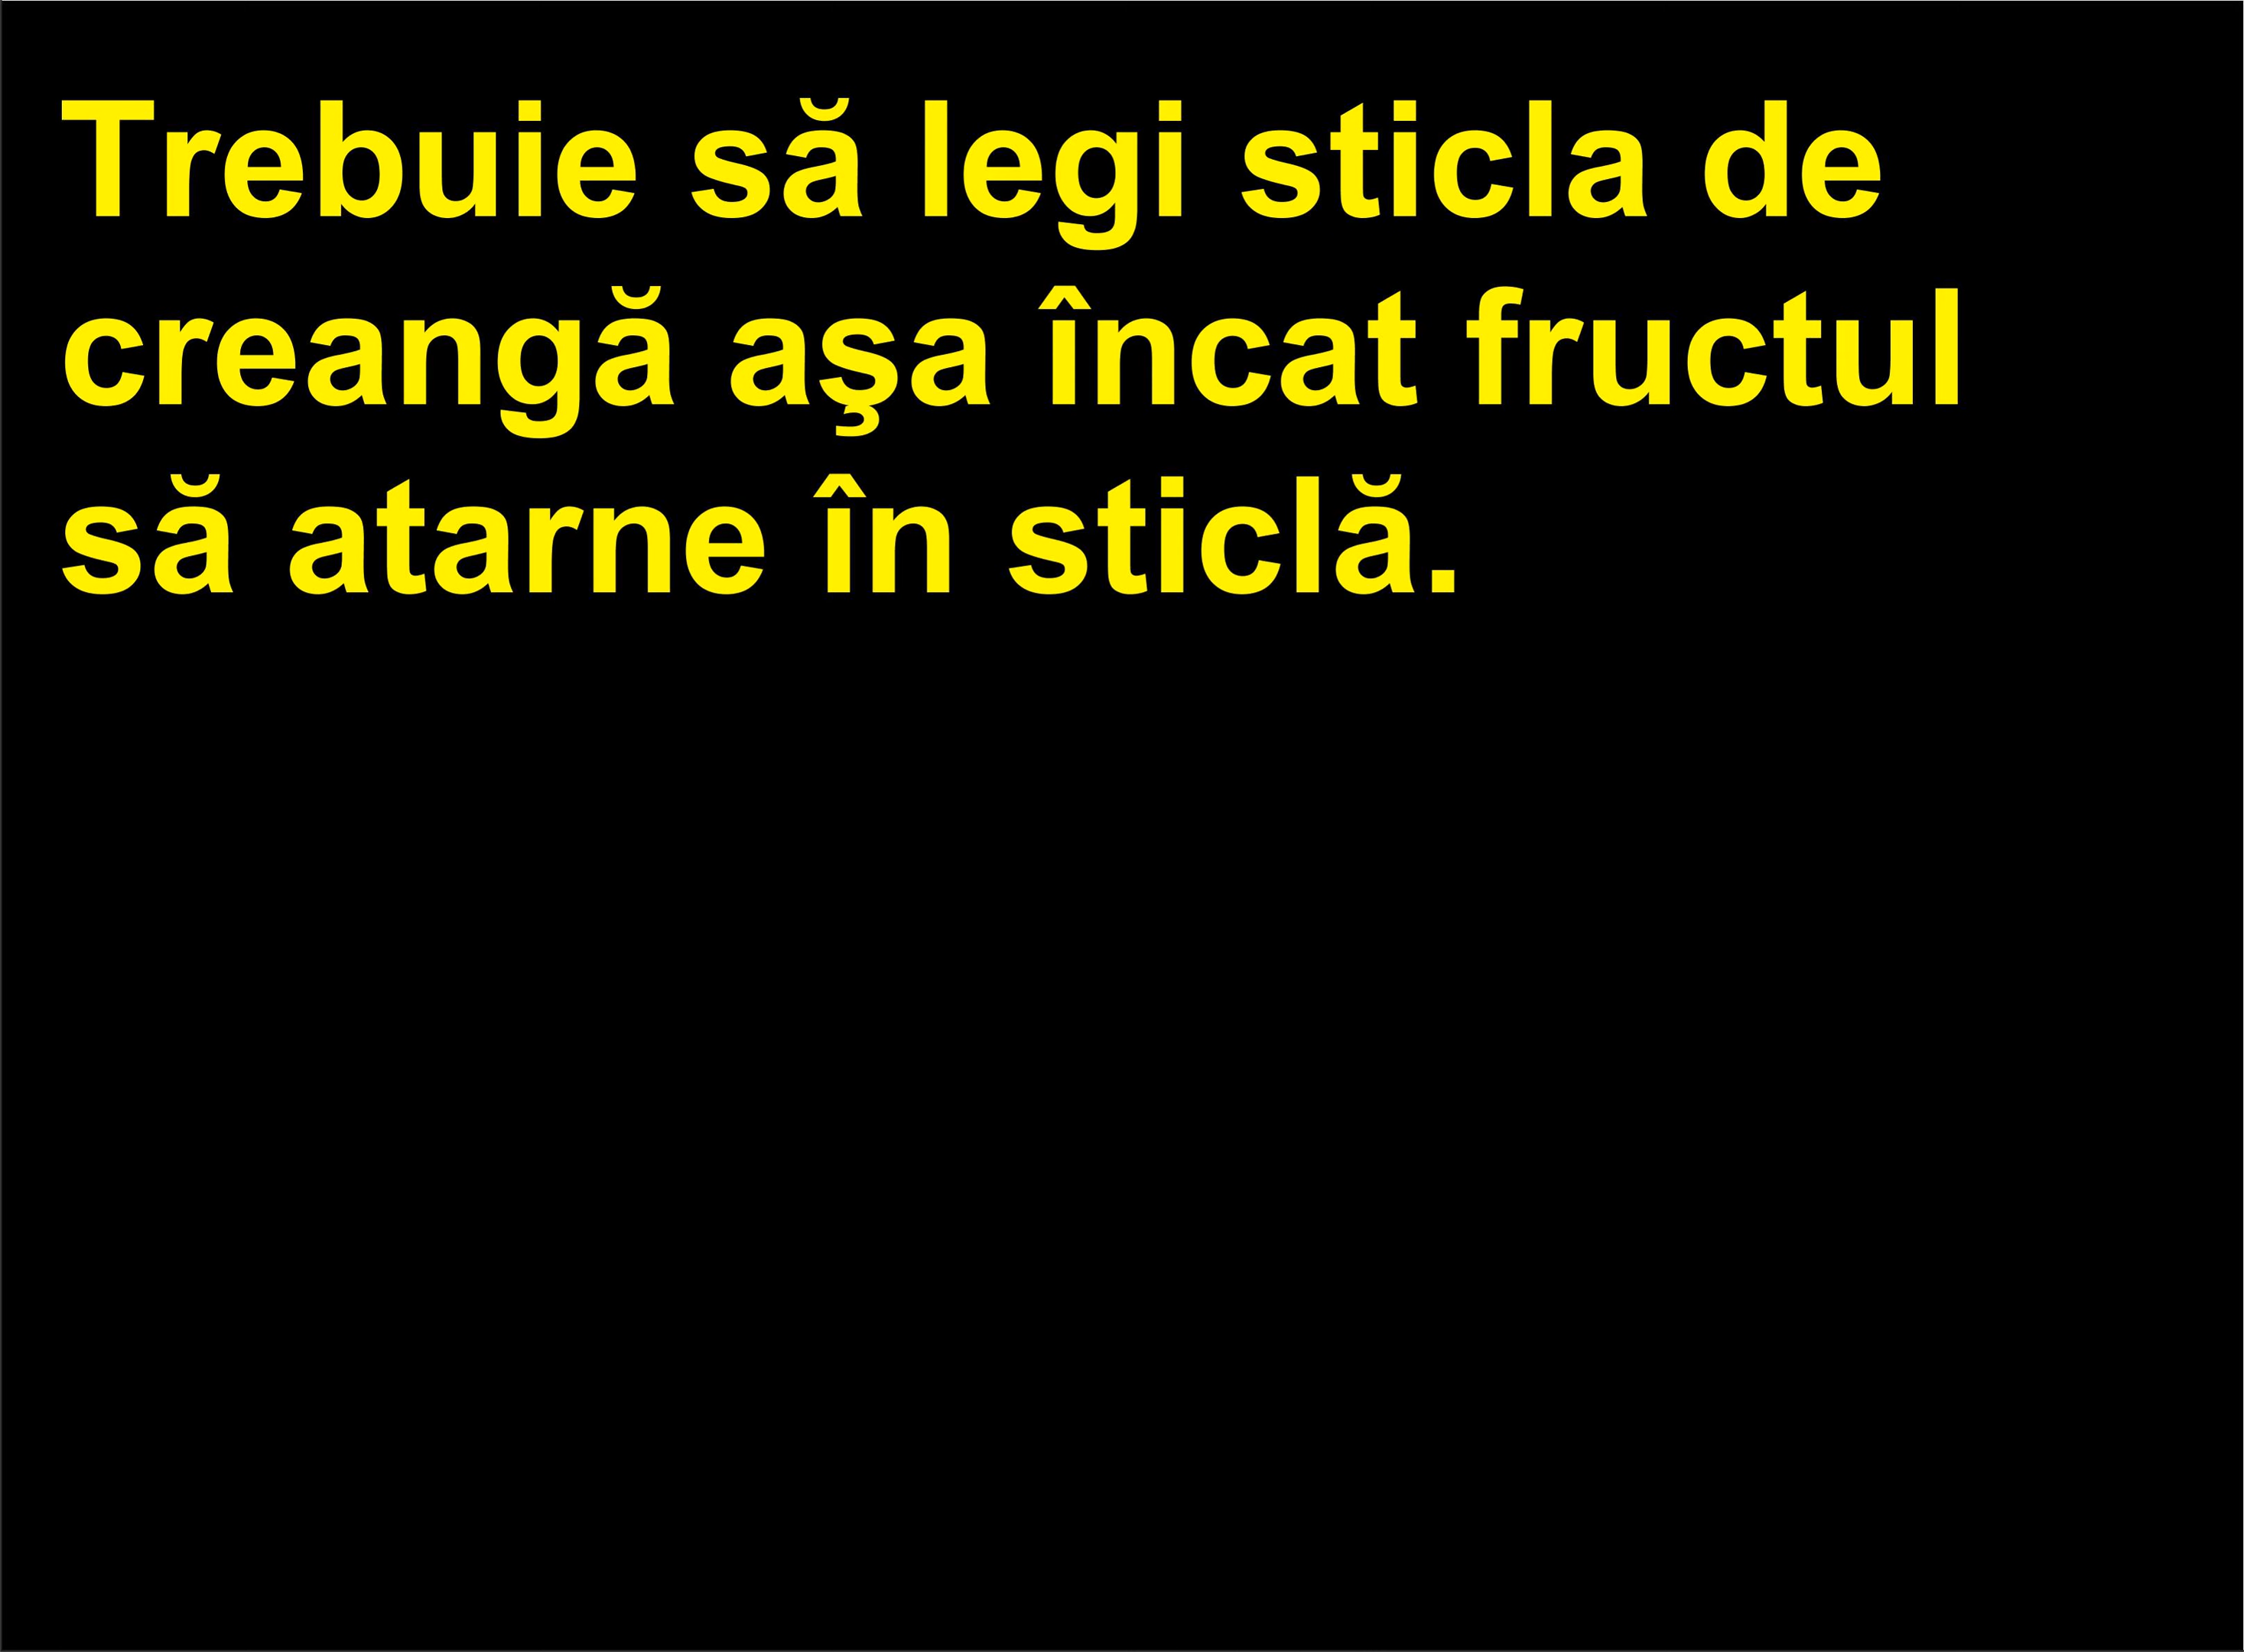 Trebuie să legi sticla de
creangă aşa încat fructul
să atarne în sticlă.